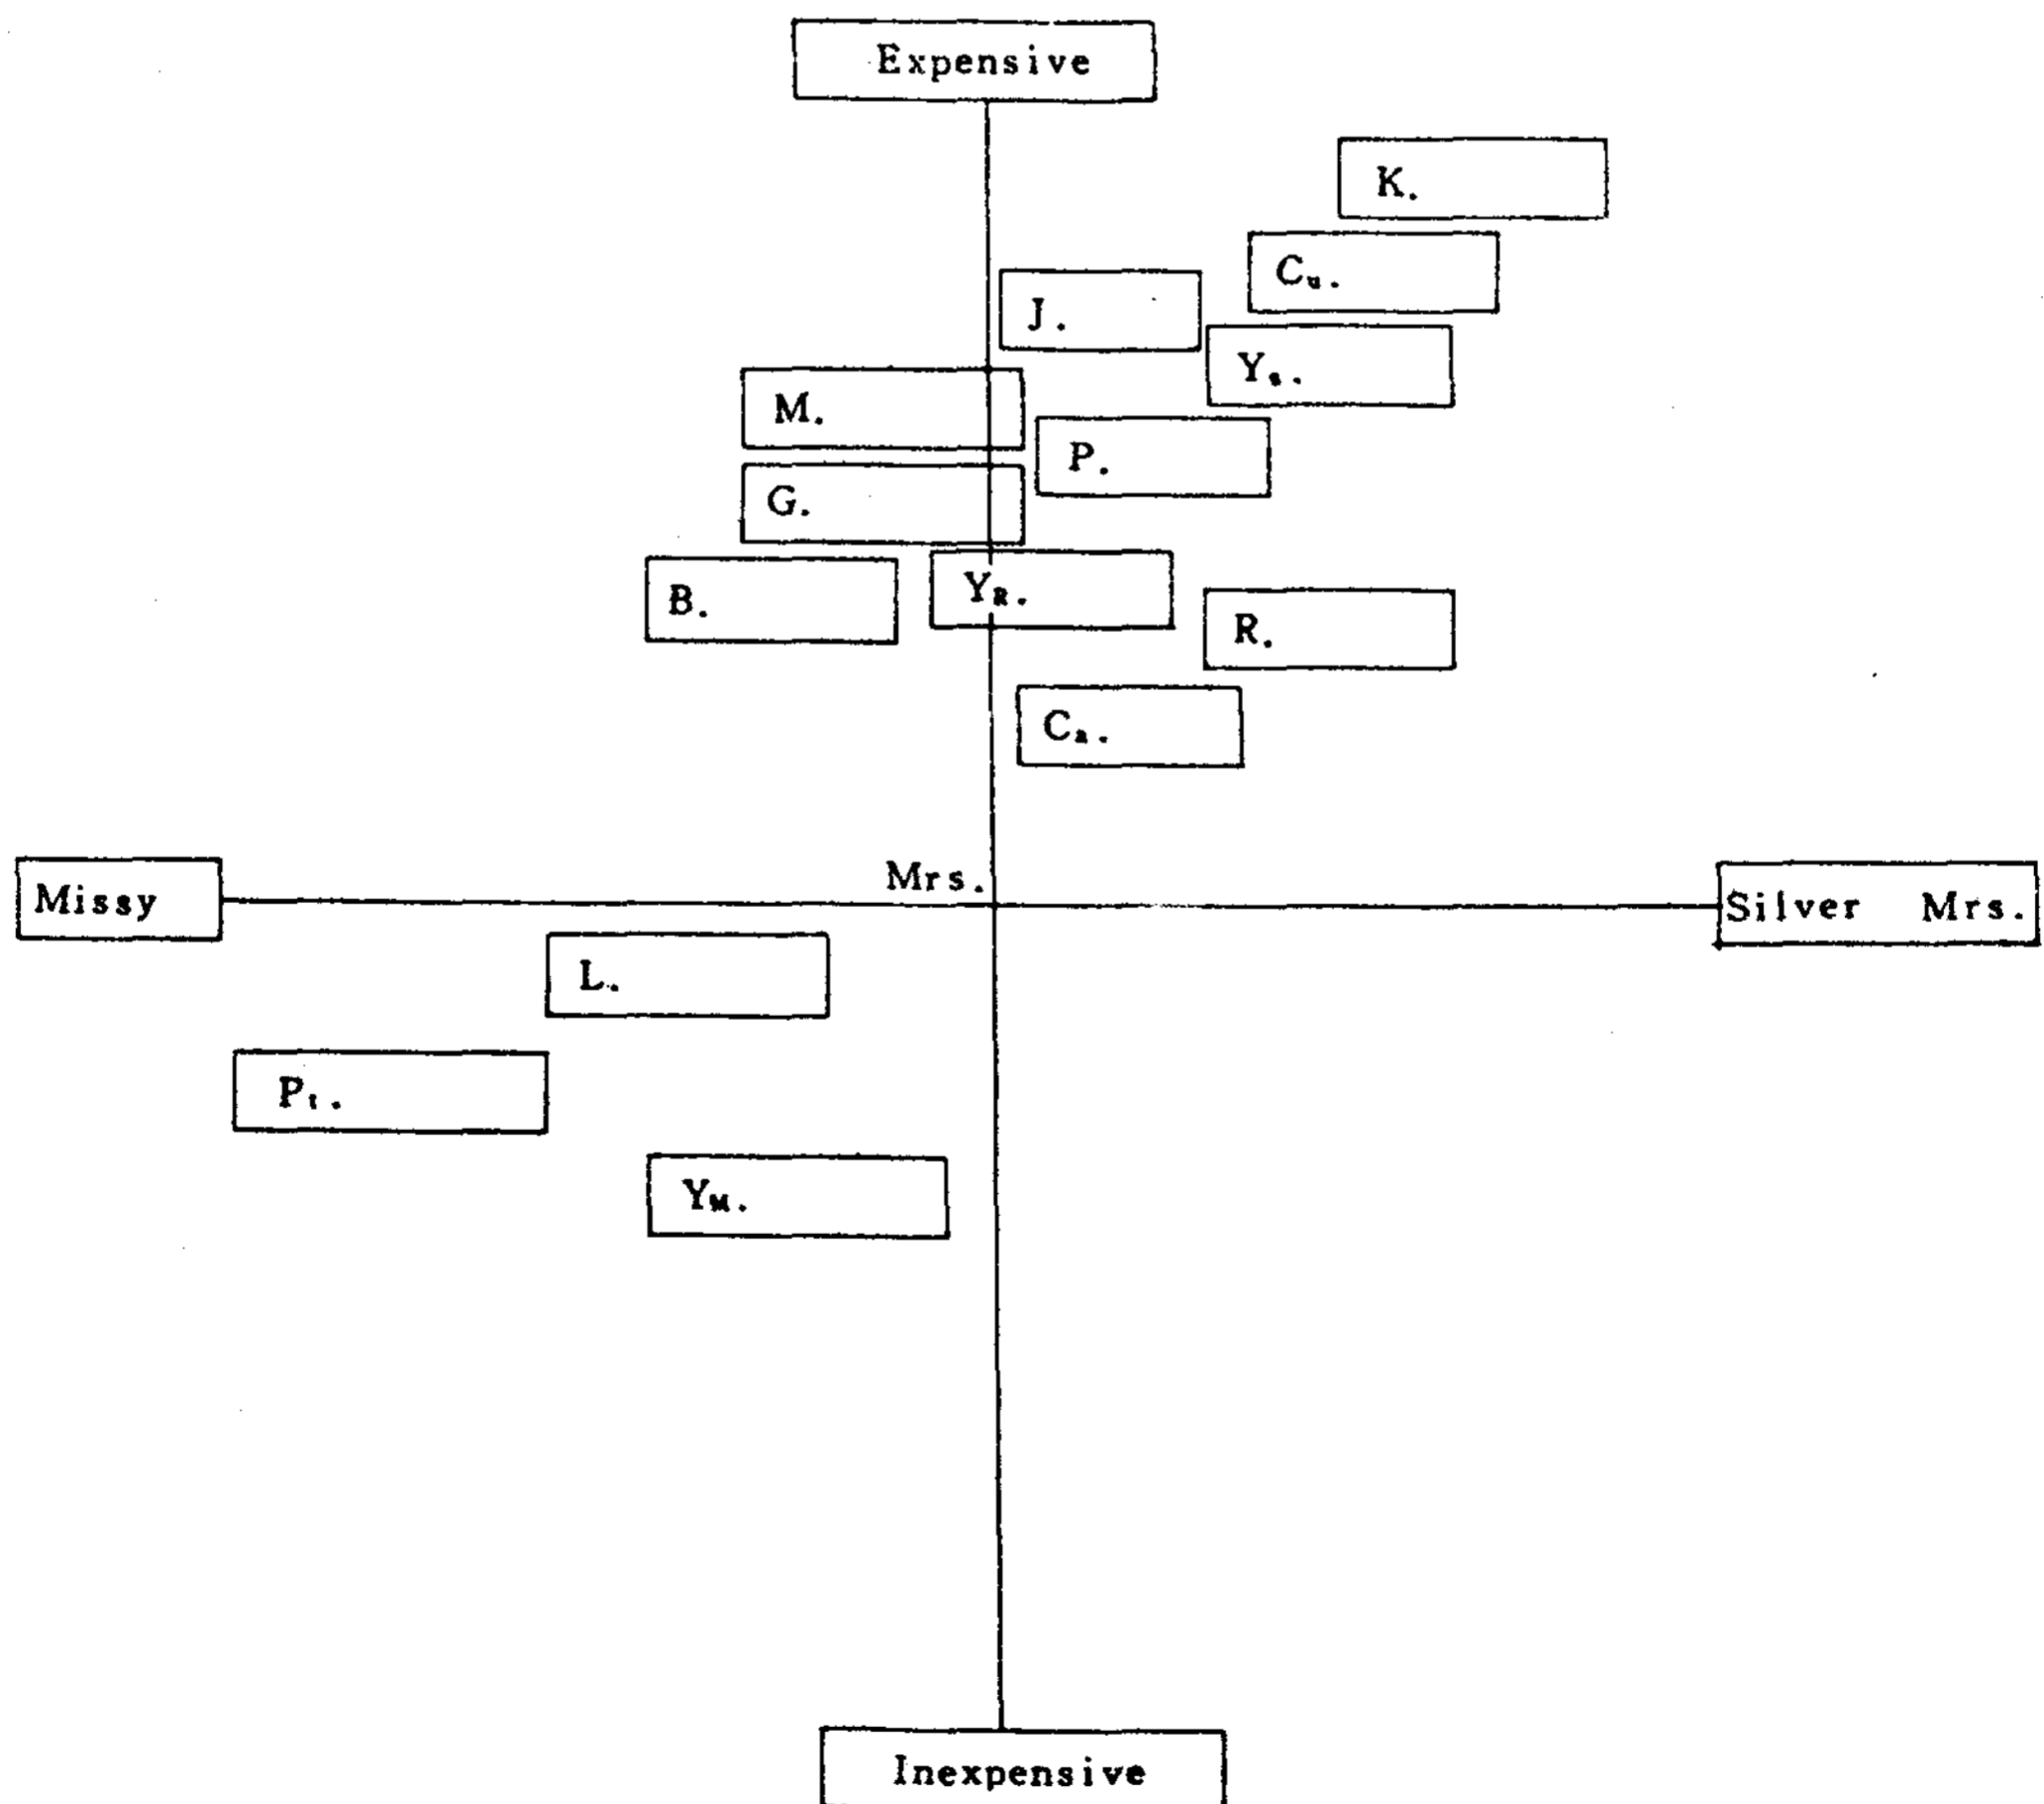 Expensive
K.
Cu.
J.
Ys.
M.
P.
G.
B.
YR.
R.
Ca.
Mrs.
Missy
Silver Mrs.
L.
Pt.
YM.
Inexpensive